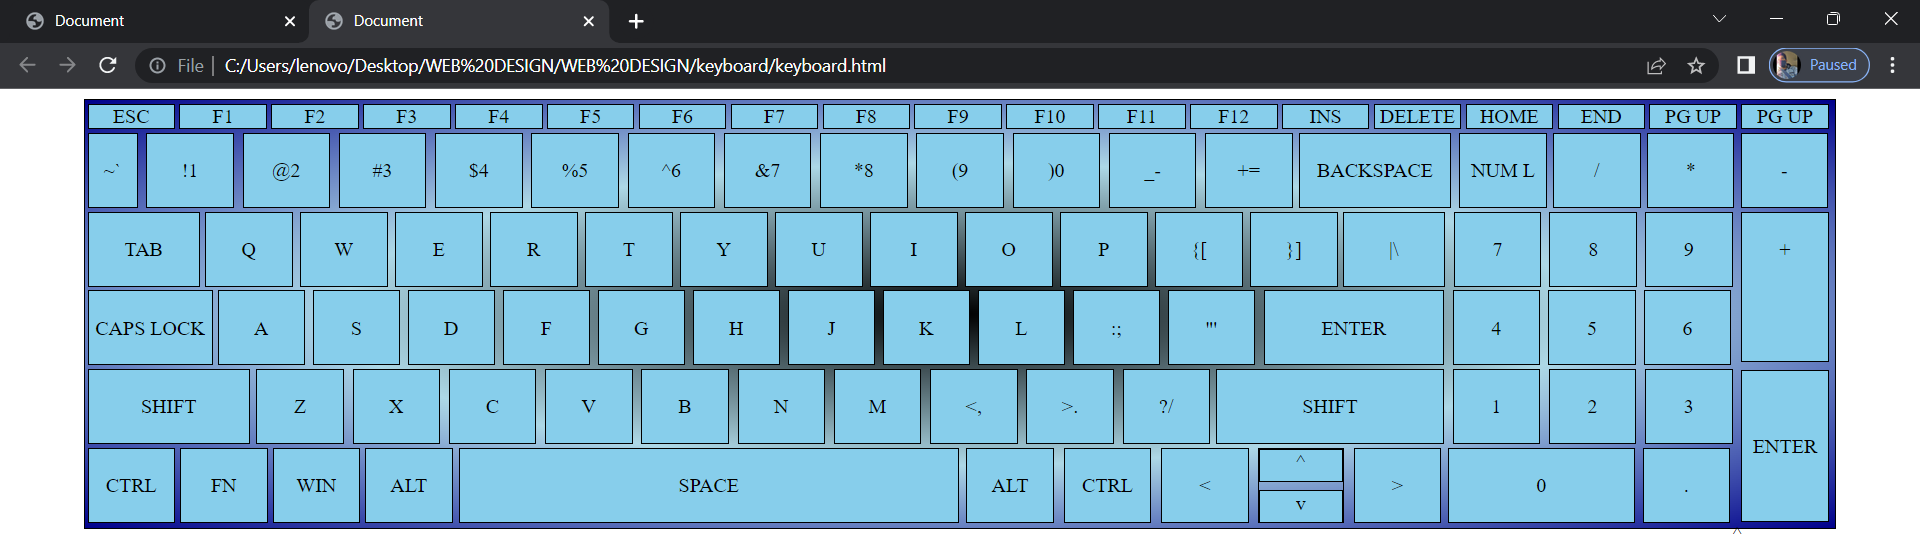 Document Document
File C:/Users/lenovo/Desktop/WEB%20DESIGN/WEB%20DESIGN/keyboard/keyboard.html Paused
ESC F1 F2 F3 F4 F5 F6 F7 F8 F9 F10 F11 F12 INS DELETE HOME END PG UP PG UP
~` !1 @2 #3 $4 %5 ^6 &7 *8 (9 )0 _- += BACKSPACE NUM L / * -
TAB Q W E R T Y U I O P {[ }] |\ 7 8 9 +
CAPS LOCK A S D F G H J K L :; "' ENTER 4 5 6
SHIFT Z X C V B N M <, >. ?/ SHIFT 1 2 3
ENTER
CTRL FN WIN ALT SPACE ALT CTRL < ^ v > 0 .